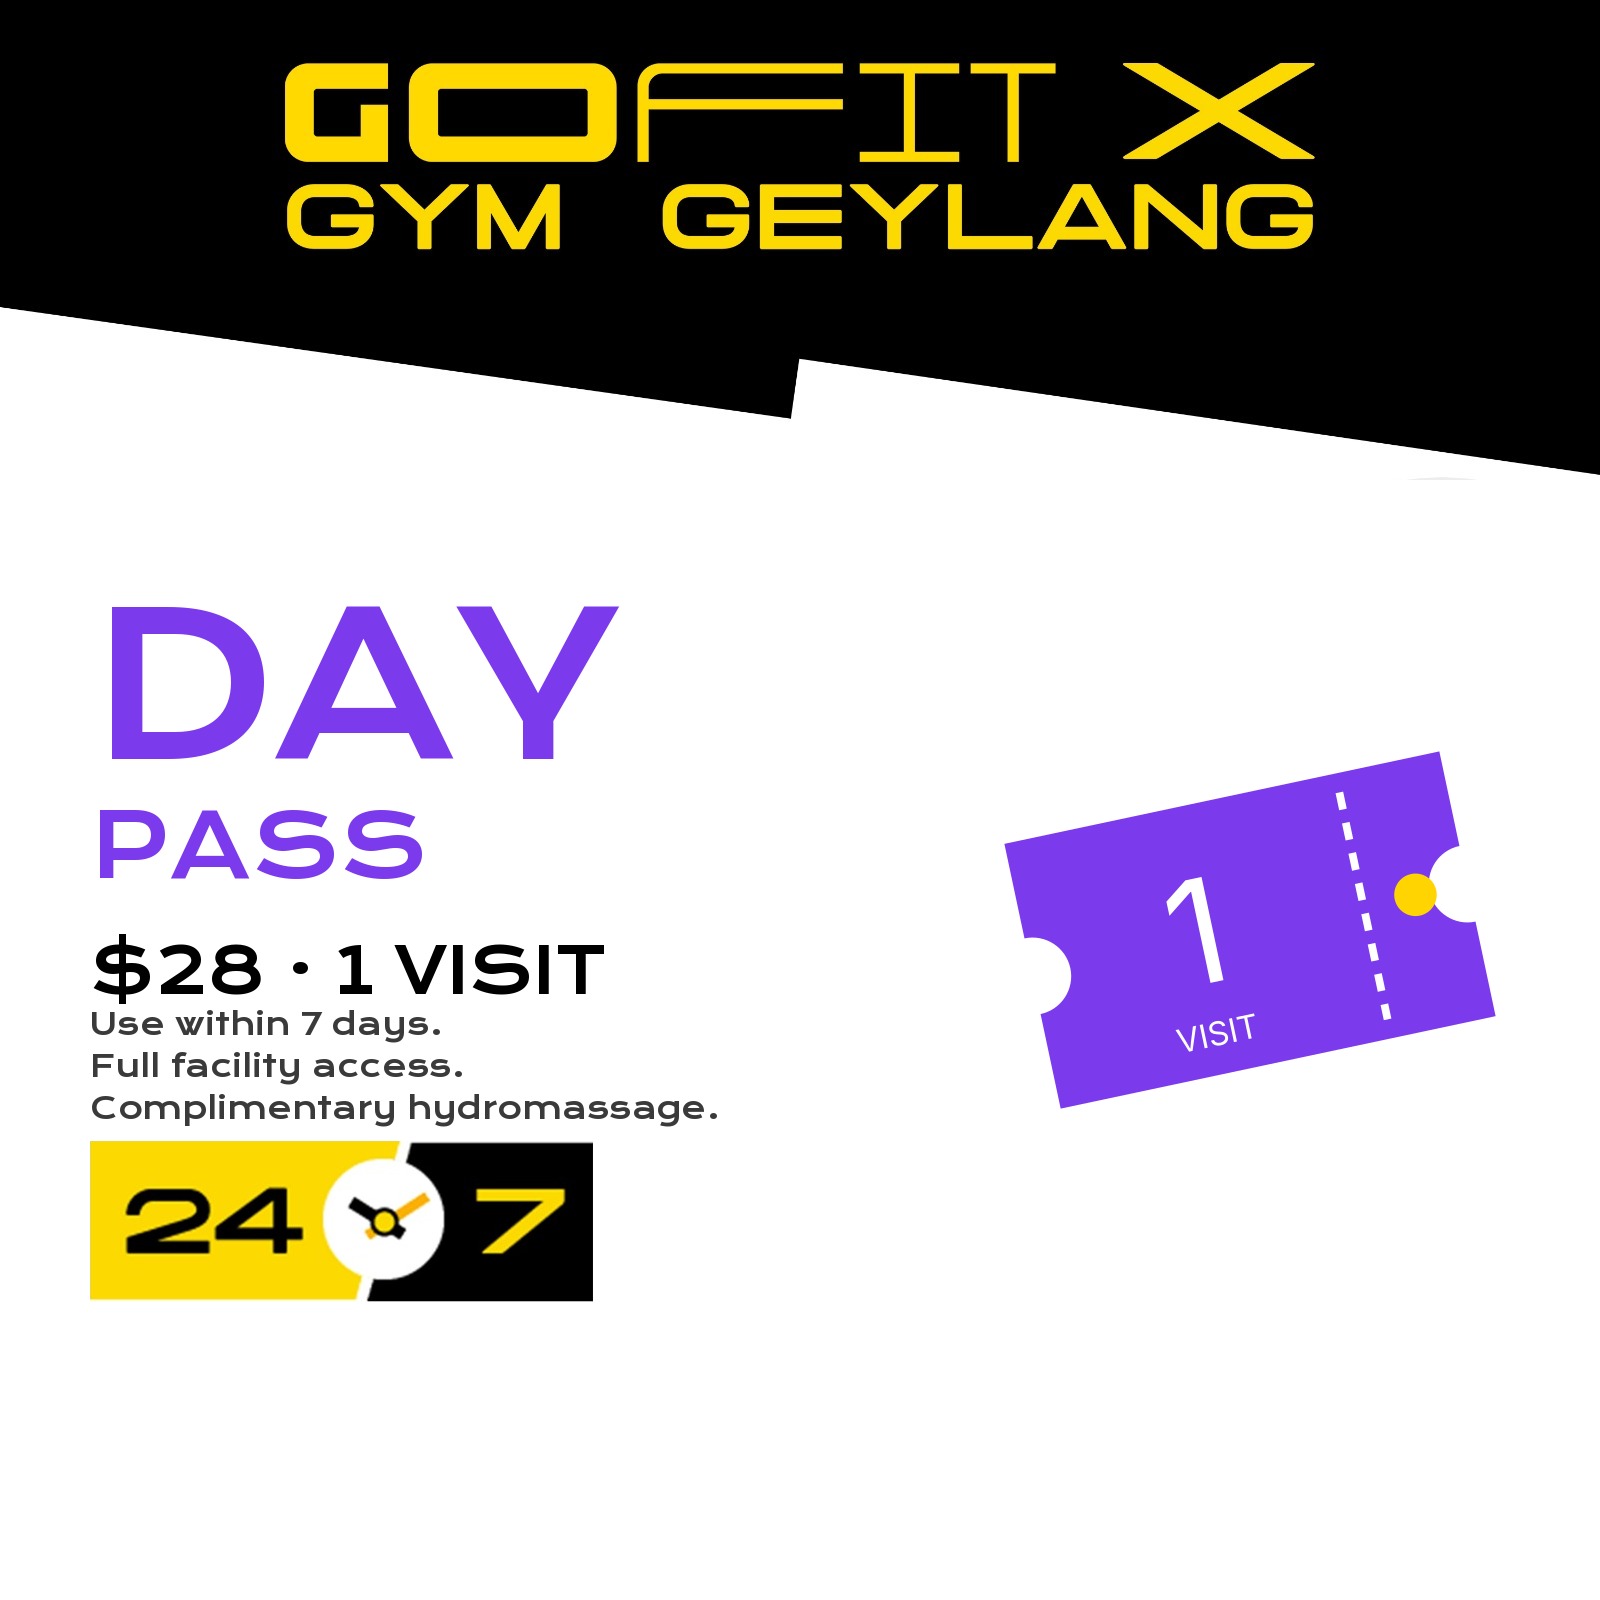 GOFIT X
GYM GEYLANG
DAY
PASS
$28 · 1 VISIT
Use within 7 days.
Full facility access.
Complimentary hydromassage.
24 7
1
VISIT